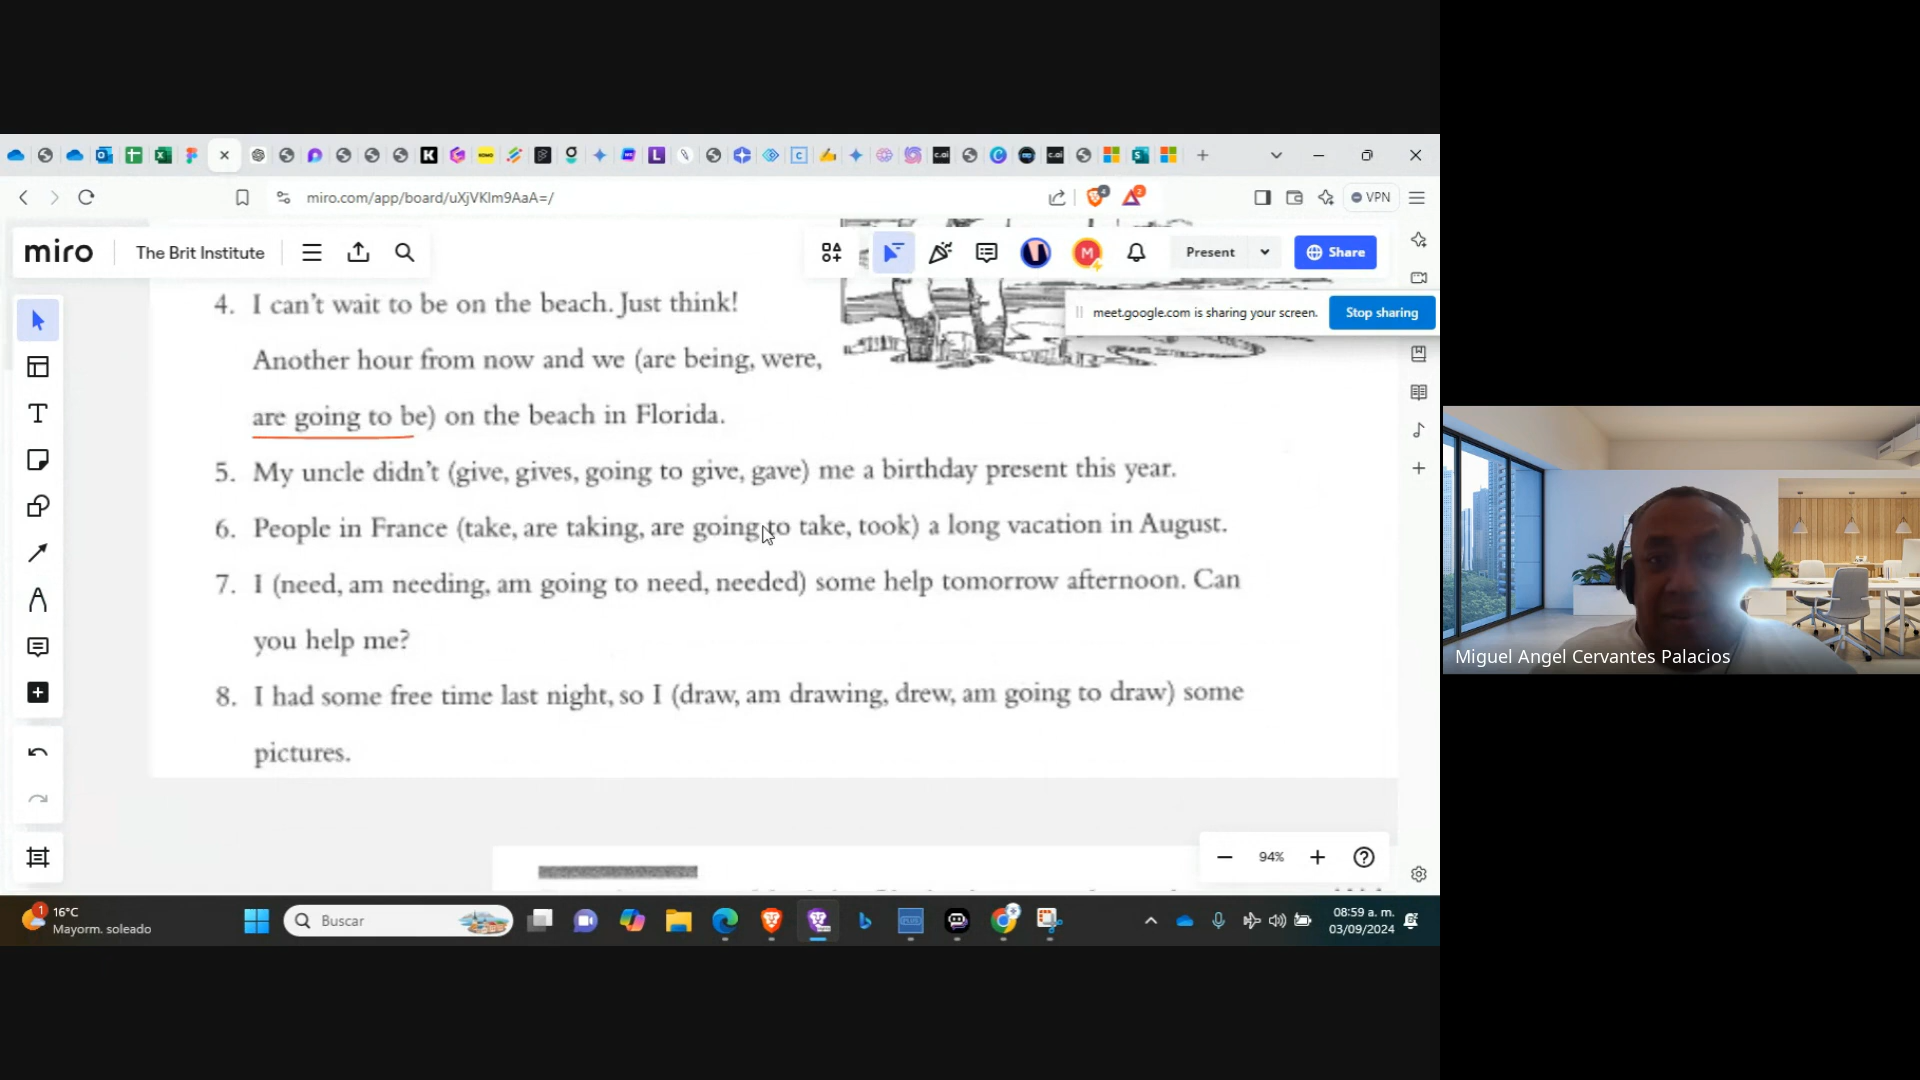 miro.com/app/board/uXjVKlm9AaA=/
VPN
miro
The Brit Institute
Present
Share
meet.google.com is sharing your screen.
Stop sharing
4. I can't wait to be on the beach. Just think!
Another hour from now and we (are being, were,
are going to be) on the beach in Florida.
5. My uncle didn't (give, gives, going to give, gave) me a birthday present this year.
6. People in France (take, are taking, are going to take, took) a long vacation in August.
7. I (need, am needing, am going to need, needed) some help tomorrow afternoon. Can
you help me?
8. I had some free time last night, so I (draw, am drawing, drew, am going to draw) some
pictures.
94%
Miguel Angel Cervantes Palacios
1
16°C
Mayorm. soleado
Buscar
08:59 a. m.
03/09/2024